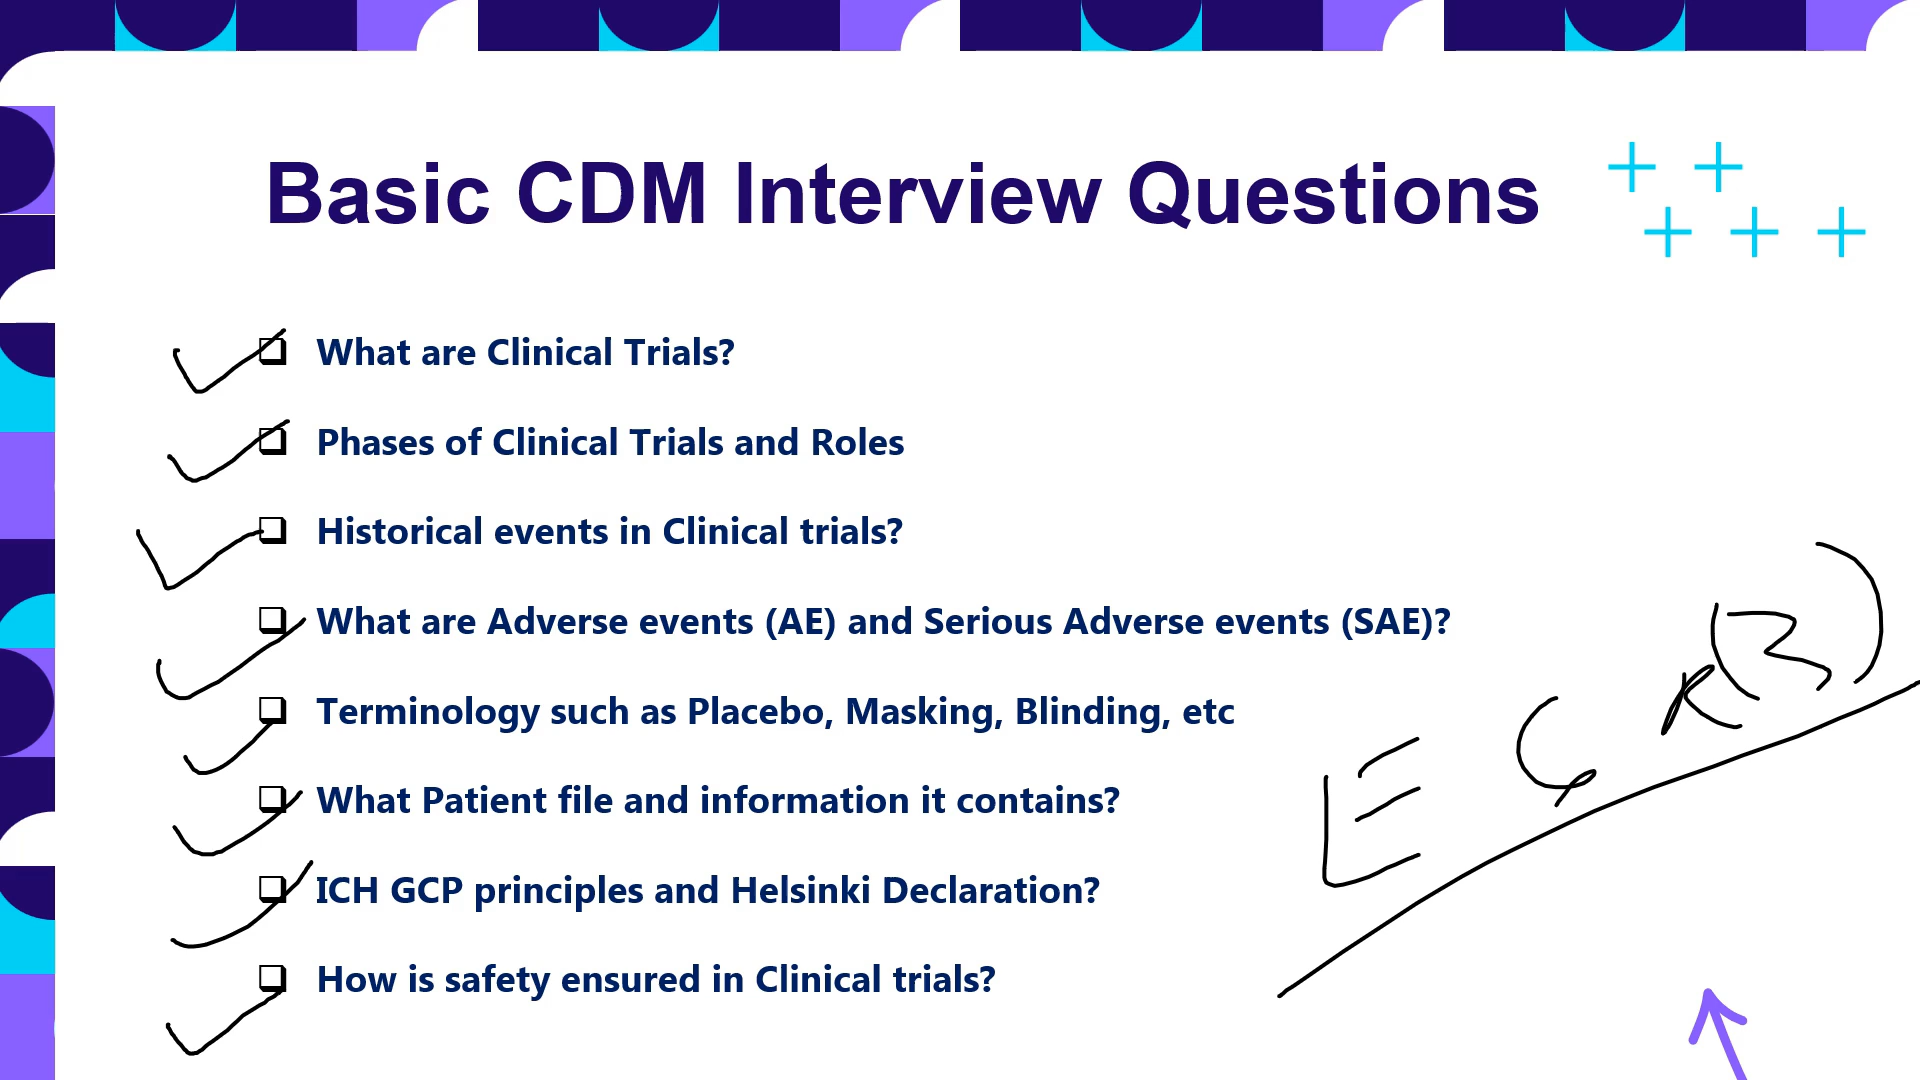 Basic CDM Interview Questions
What are Clinical Trials?
Phases of Clinical Trials and Roles
Historical events in Clinical trials?
What are Adverse events (AE) and Serious Adverse events (SAE)?
Terminology such as Placebo, Masking, Blinding, etc
What Patient file and information it contains?
ICH GCP principles and Helsinki Declaration?
How is safety ensured in Clinical trials?